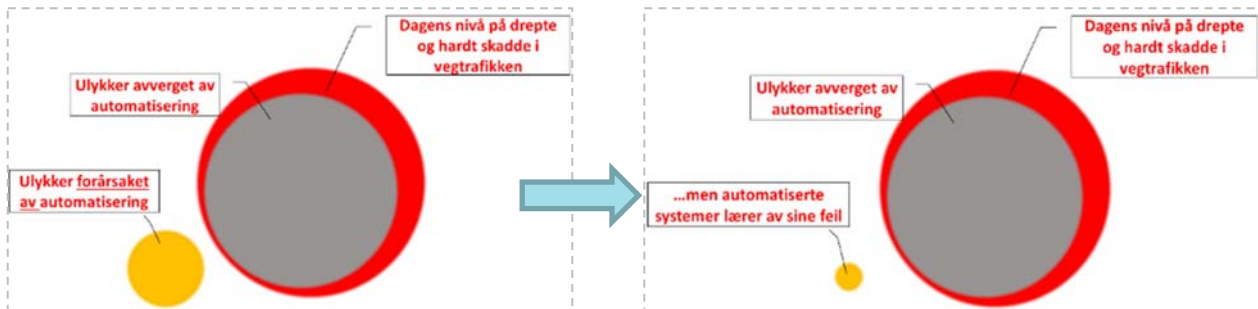 Dagens nivå på drepte
og hardt skadde i
vegtrafikken
Ulykker avverget av
automatisering
Ulykker forårsaket
av automatisering
Dagens nivå på drepte
og hardt skadde i
vegtrafikken
Ulykker avverget av
automatisering
...men automatiserte
systemer lærer av sine feil